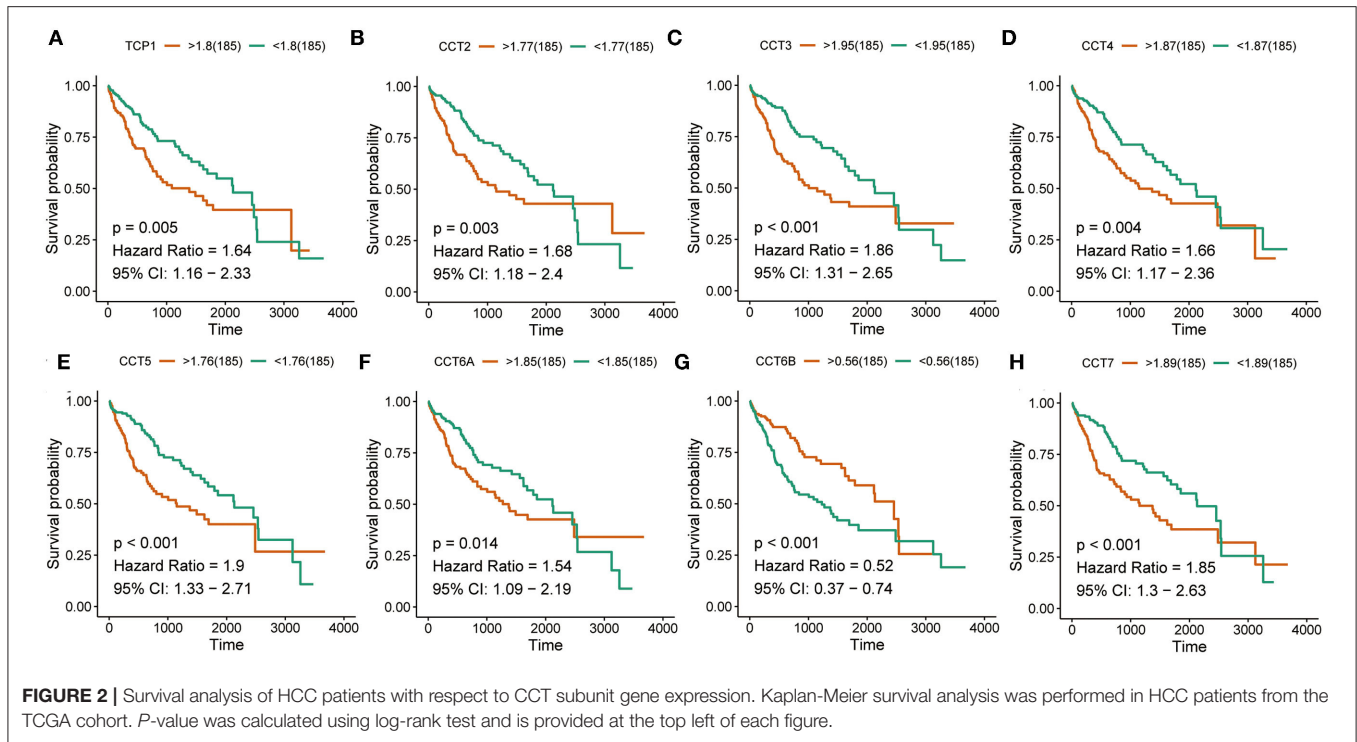 A TCP1 >1.8(185) <1.8(185)
Survival probability
1.00
0.75
0.50
0.25
0.00
p = 0.005
Hazard Ratio = 1.64
95% CI: 1.16 − 2.33
0 1000 2000 3000 4000
Time
B CCT2 >1.77(185) <1.77(185)
Survival probability
1.00
0.75
0.50
0.25
0.00
p = 0.003
Hazard Ratio = 1.68
95% CI: 1.18 − 2.4
0 1000 2000 3000 4000
Time
C CCT3 >1.95(185) <1.95(185)
Survival probability
1.00
0.75
0.50
0.25
0.00
p < 0.001
Hazard Ratio = 1.86
95% CI: 1.31 − 2.65
0 1000 2000 3000 4000
Time
D CCT4 >1.87(185) <1.87(185)
Survival probability
1.00
0.75
0.50
0.25
0.00
p = 0.004
Hazard Ratio = 1.66
95% CI: 1.17 − 2.36
0 1000 2000 3000 4000
Time
E CCT5 >1.76(185) <1.76(185)
Survival probability
1.00
0.75
0.50
0.25
0.00
p < 0.001
Hazard Ratio = 1.9
95% CI: 1.33 − 2.71
0 1000 2000 3000 4000
Time
F CCT6A >1.85(185) <1.85(185)
Survival probability
1.00
0.75
0.50
0.25
0.00
p = 0.014
Hazard Ratio = 1.54
95% CI: 1.09 − 2.19
0 1000 2000 3000 4000
Time
G CCT6B >0.56(185) <0.56(185)
Survival probability
1.00
0.75
0.50
0.25
0.00
p < 0.001
Hazard Ratio = 0.52
95% CI: 0.37 − 0.74
0 1000 2000 3000 4000
Time
H CCT7 >1.89(185) <1.89(185)
Survival probability
1.00
0.75
0.50
0.25
0.00
p < 0.001
Hazard Ratio = 1.85
95% CI: 1.3 − 2.63
0 1000 2000 3000 4000
Time
FIGURE 2 | Survival analysis of HCC patients with respect to CCT subunit gene expression. Kaplan-Meier survival analysis was performed in HCC patients from the
TCGA cohort. P-value was calculated using log-rank test and is provided at the top left of each figure.